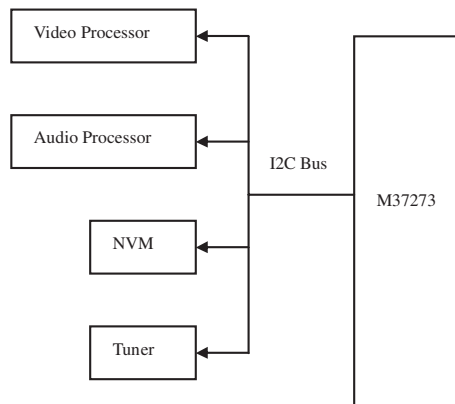 Video Processor
Audio Processor
I2C Bus
M37273
NVM
Tuner